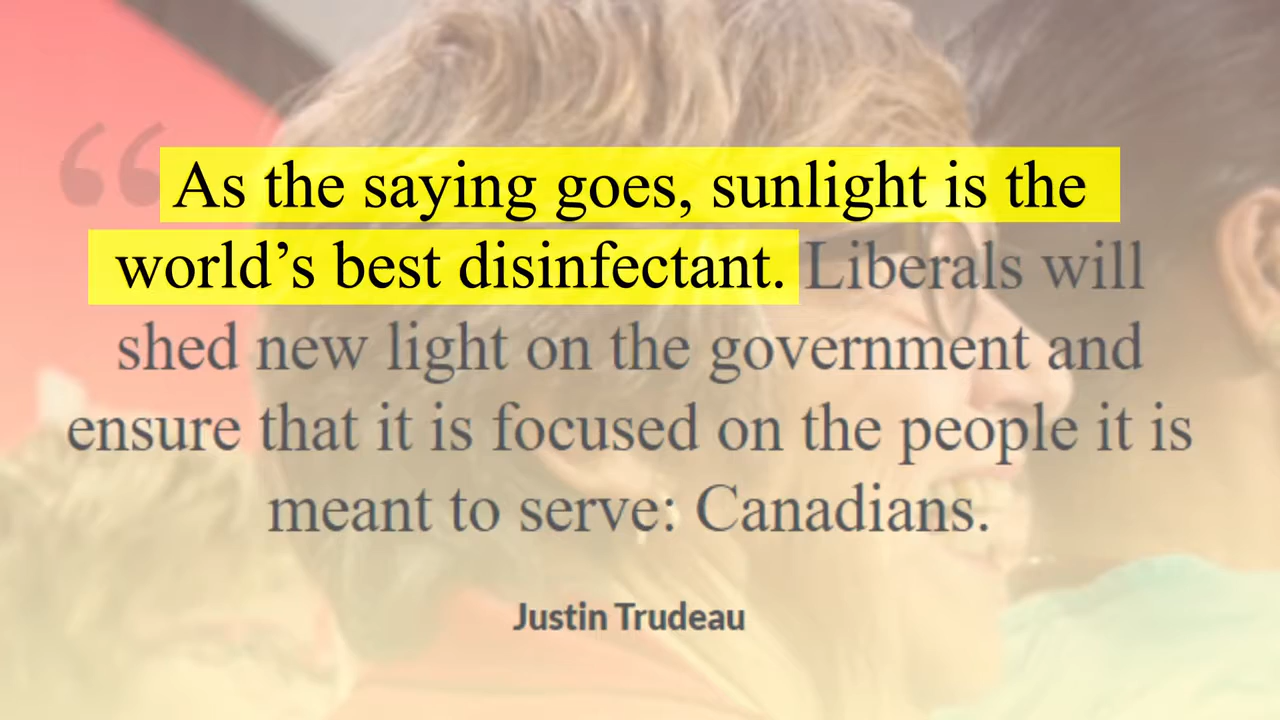 “As the saying goes, sunlight is the
world’s best disinfectant. Liberals will
shed new light on the government and
ensure that it is focused on the people it is
meant to serve: Canadians.
Justin Trudeau